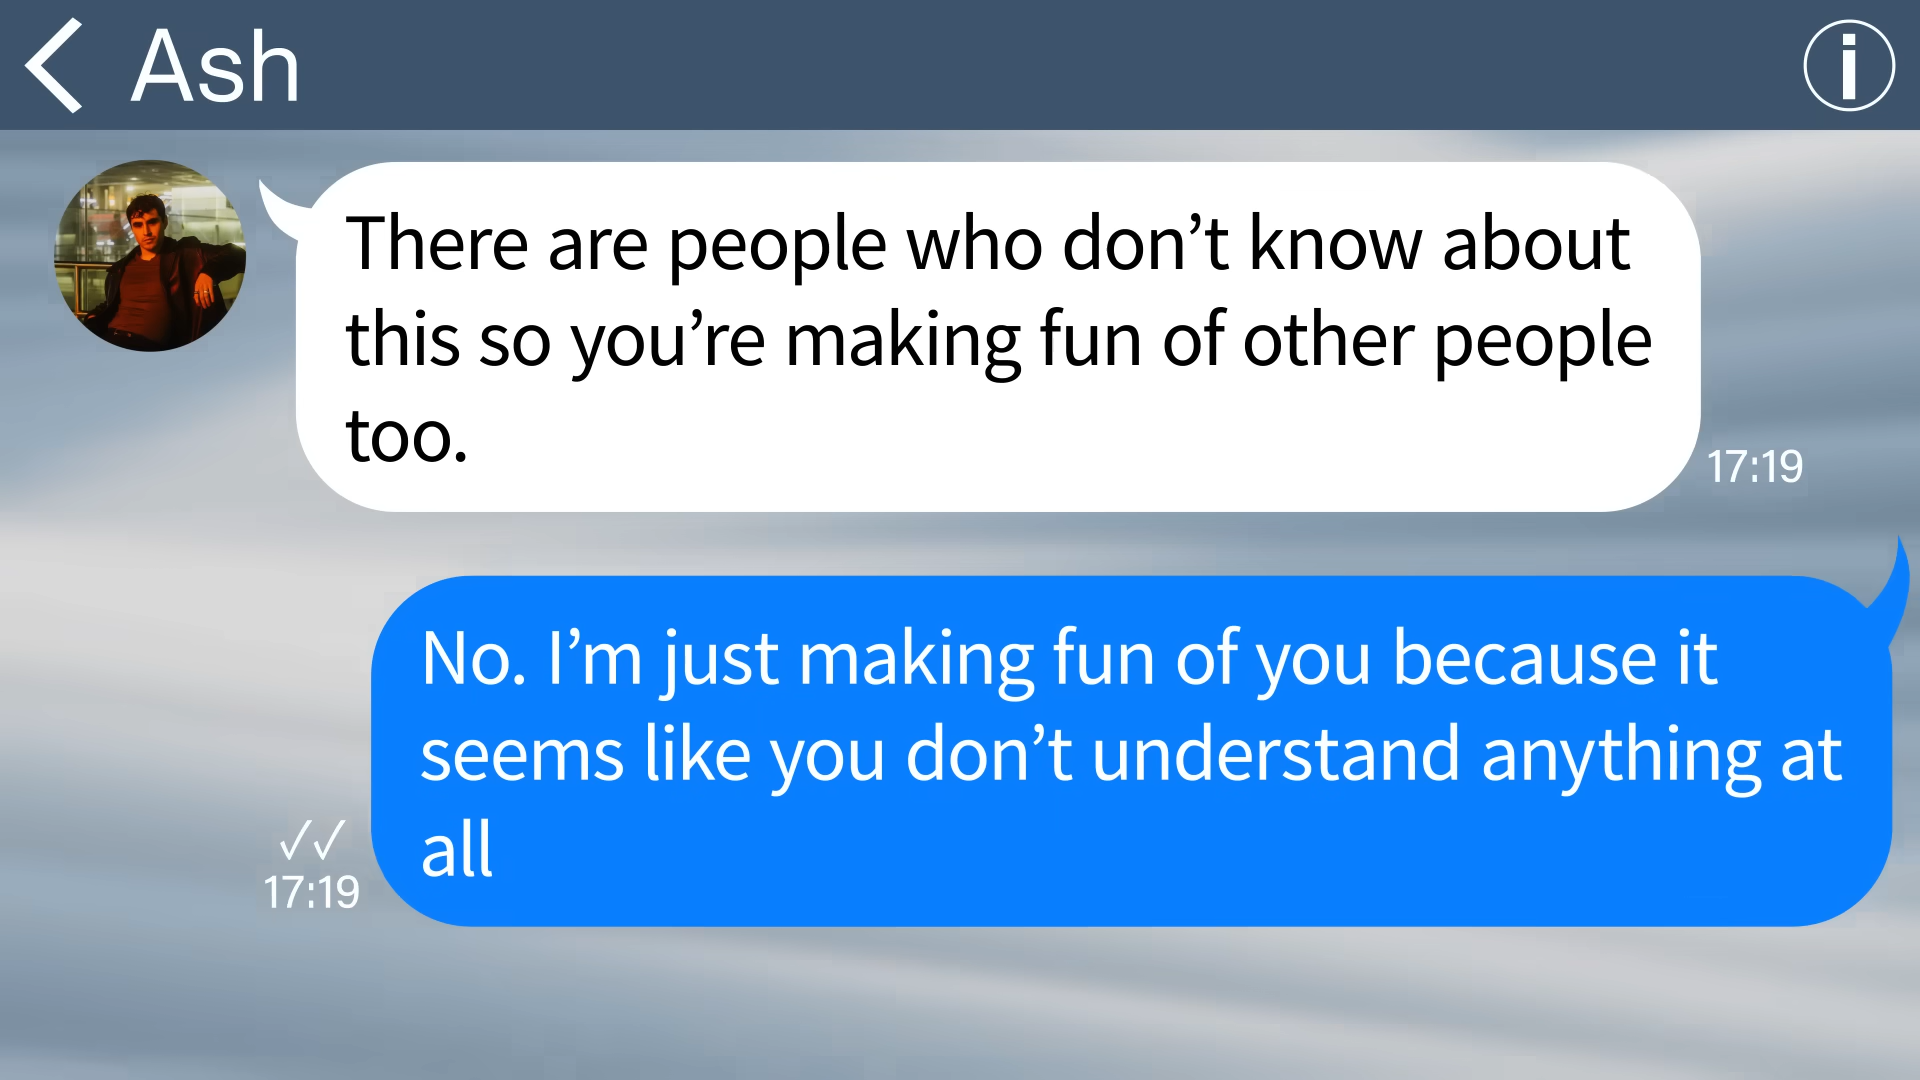 Ash
There are people who don’t know about
this so you’re making fun of other people
too.
17:19
No. I’m just making fun of you because it
seems like you don’t understand anything at
all
17:19